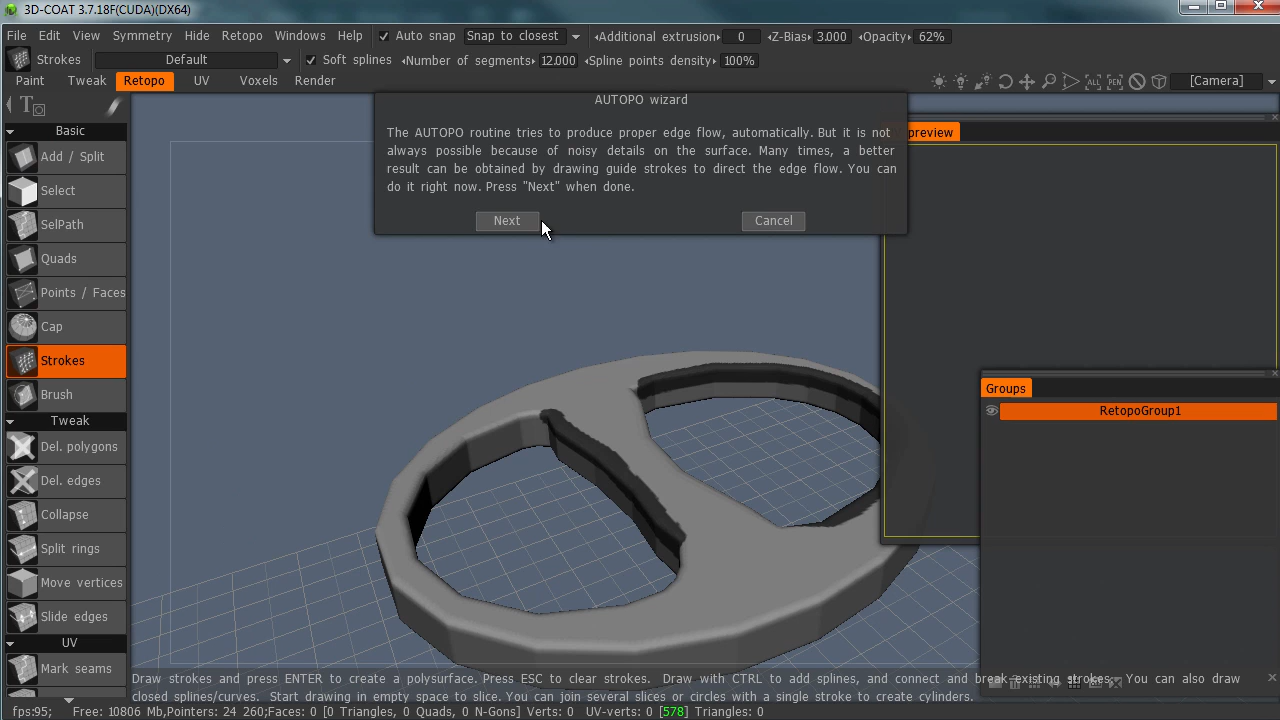 3D-COAT 3.7.18F(CUDA)(DX64)
File Edit View Symmetry Hide Retopo Windows Help Auto snap Snap to closest Additional extrusion 0 Z-Bias 3.000 Opacity 62%
Strokes Default Soft splines Number of segments 12.000 Spline points density 100%
Paint Tweak Retopo UV Voxels Render ALL PEN [Camera]
T
Basic
Add / Split
Select
SelPath
Quads
Points / Faces
Cap
Strokes
Brush
Tweak
Del. polygons
Del. edges
Collapse
Split rings
Move vertices
Slide edges
UV
Mark seams
AUTOPO wizard
The AUTOPO routine tries to produce proper edge flow, automatically. But it is not
always possible because of noisy details on the surface. Many times, a better
result can be obtained by drawing guide strokes to direct the edge flow. You can
do it right now. Press "Next" when done.
Next Cancel
preview
Groups
RetopoGroup1
Draw strokes and press ENTER to create a polysurface. Press ESC to clear strokes. Draw with CTRL to add splines, and connect and break existing strokes. You can also draw
closed splines/curves. Start drawing in empty space to slice. You can join several slices or circles with a single stroke to create cylinders.
fps:95; Free: 10806 Mb,Pointers: 24 260;Faces: 0 [0 Triangles, 0 Quads, 0 N-Gons] Verts: 0 UV-verts: 0 [578] Triangles: 0